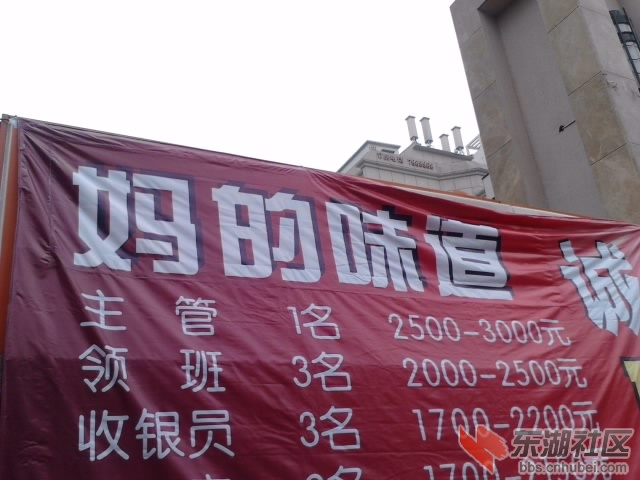 妈的味道 诚
主管 1名 2500-3000元
领班 3名 2000-2500元
收银员 3名 1700-2200元
东湖社区
bbs.cnhubei.com